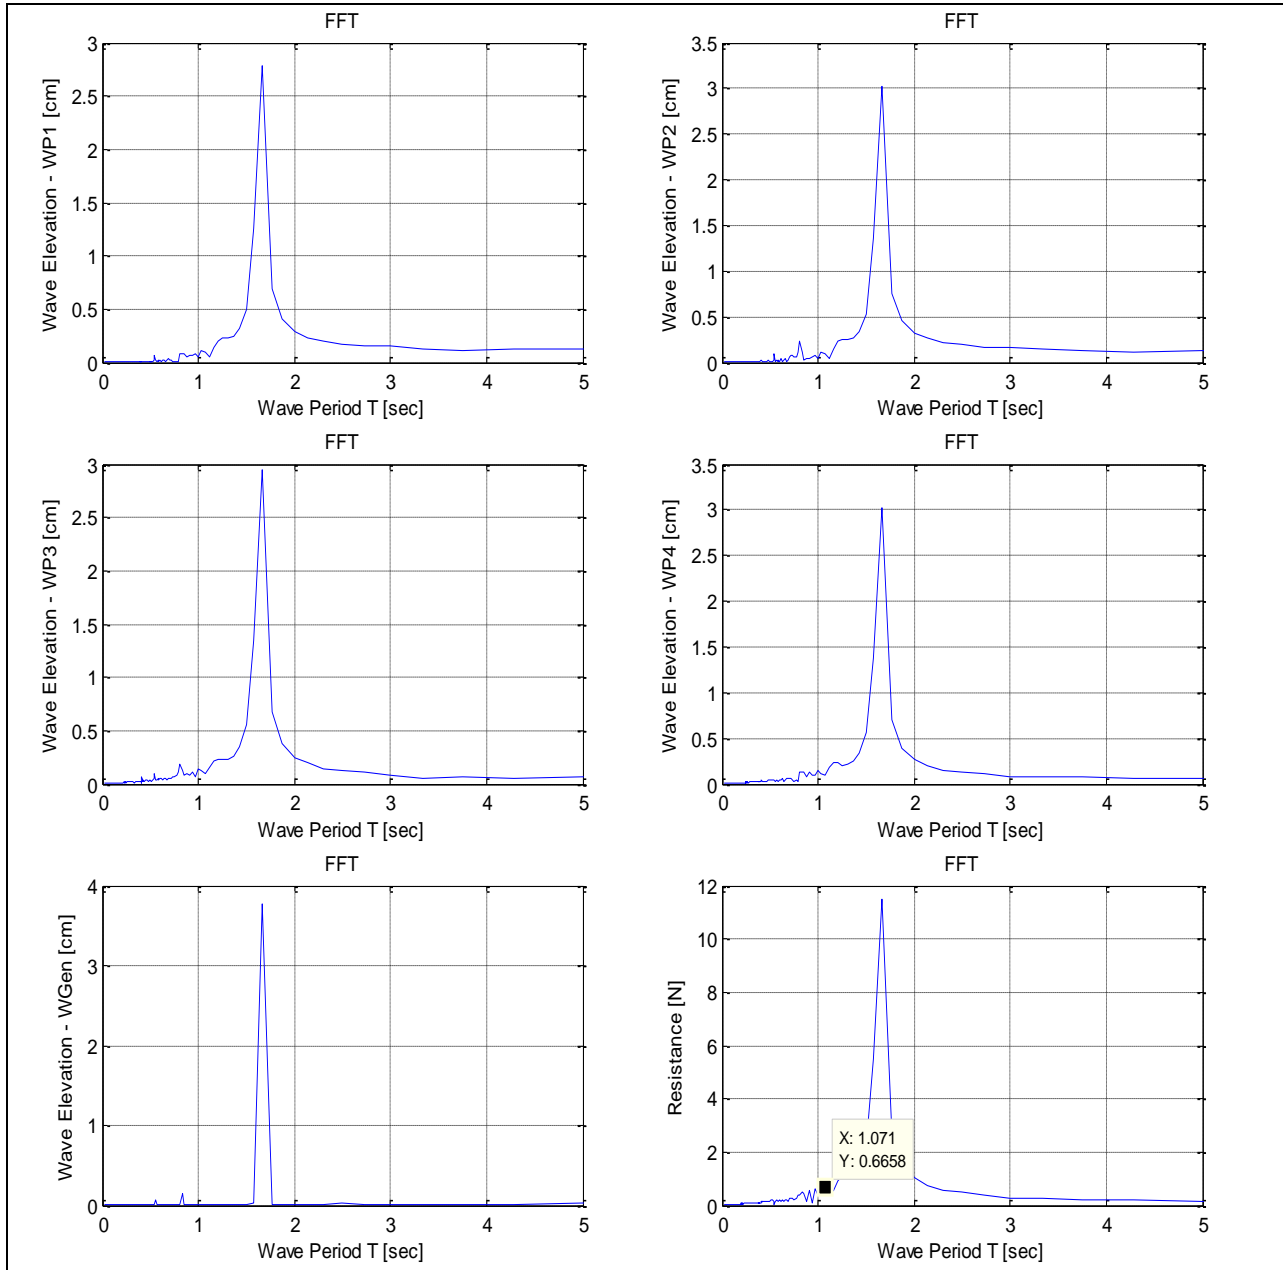 FFT
Wave Elevation - WP1 [cm]
3
2.5
2
1.5
1
0.5
0
0 1 2 3 4 5
Wave Period T [sec]
FFT
Wave Elevation - WP2 [cm]
3.5
3
2.5
2
1.5
1
0.5
0
0 1 2 3 4 5
Wave Period T [sec]
FFT
Wave Elevation - WP3 [cm]
3
2.5
2
1.5
1
0.5
0
0 1 2 3 4 5
Wave Period T [sec]
FFT
Wave Elevation - WP4 [cm]
3.5
3
2.5
2
1.5
1
0.5
0
0 1 2 3 4 5
Wave Period T [sec]
FFT
Wave Elevation - WGen [cm]
4
3
2
1
0
0 1 2 3 4 5
Wave Period T [sec]
FFT
Resistance [N]
12
10
8
6
4
2
0
X: 1.071
Y: 0.6658
0 1 2 3 4 5
Wave Period T [sec]